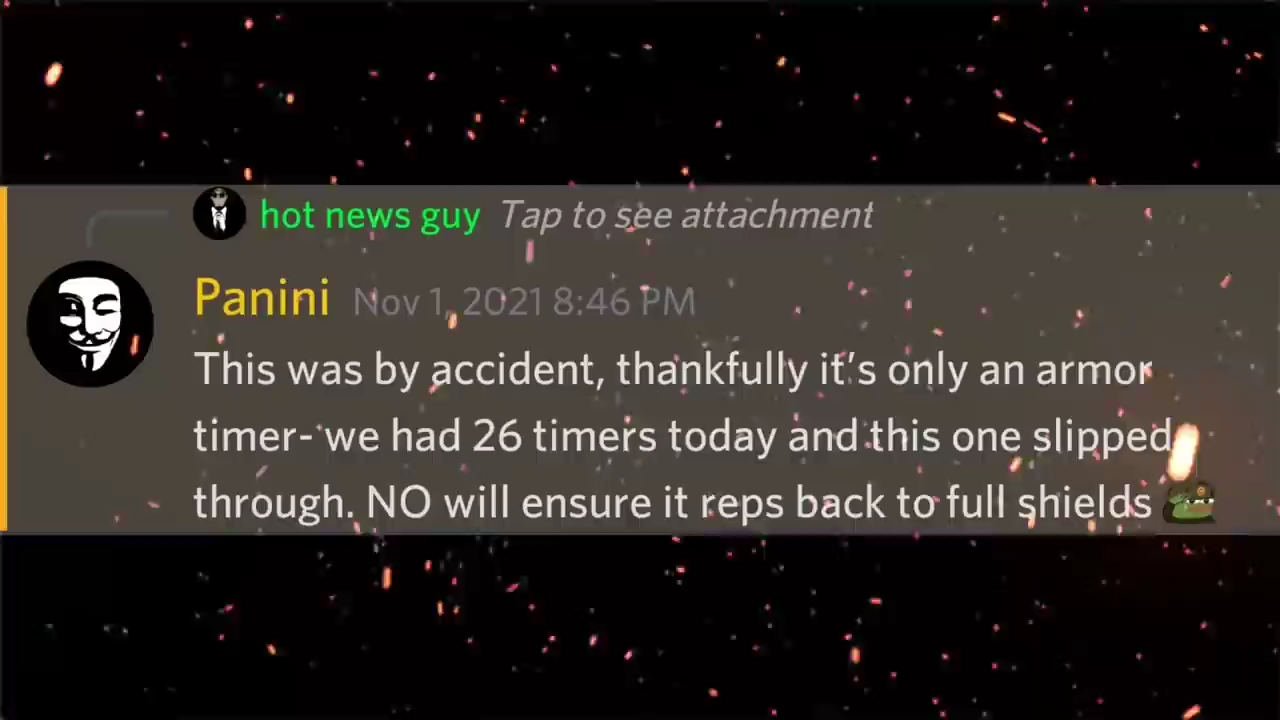 hot news guy Tap to see attachment
Panini Nov 1, 2021 8:46 PM
This was by accident, thankfully it's only an armor
timer- we had 26 timers today and this one slipped
through. NO will ensure it reps back to full shields